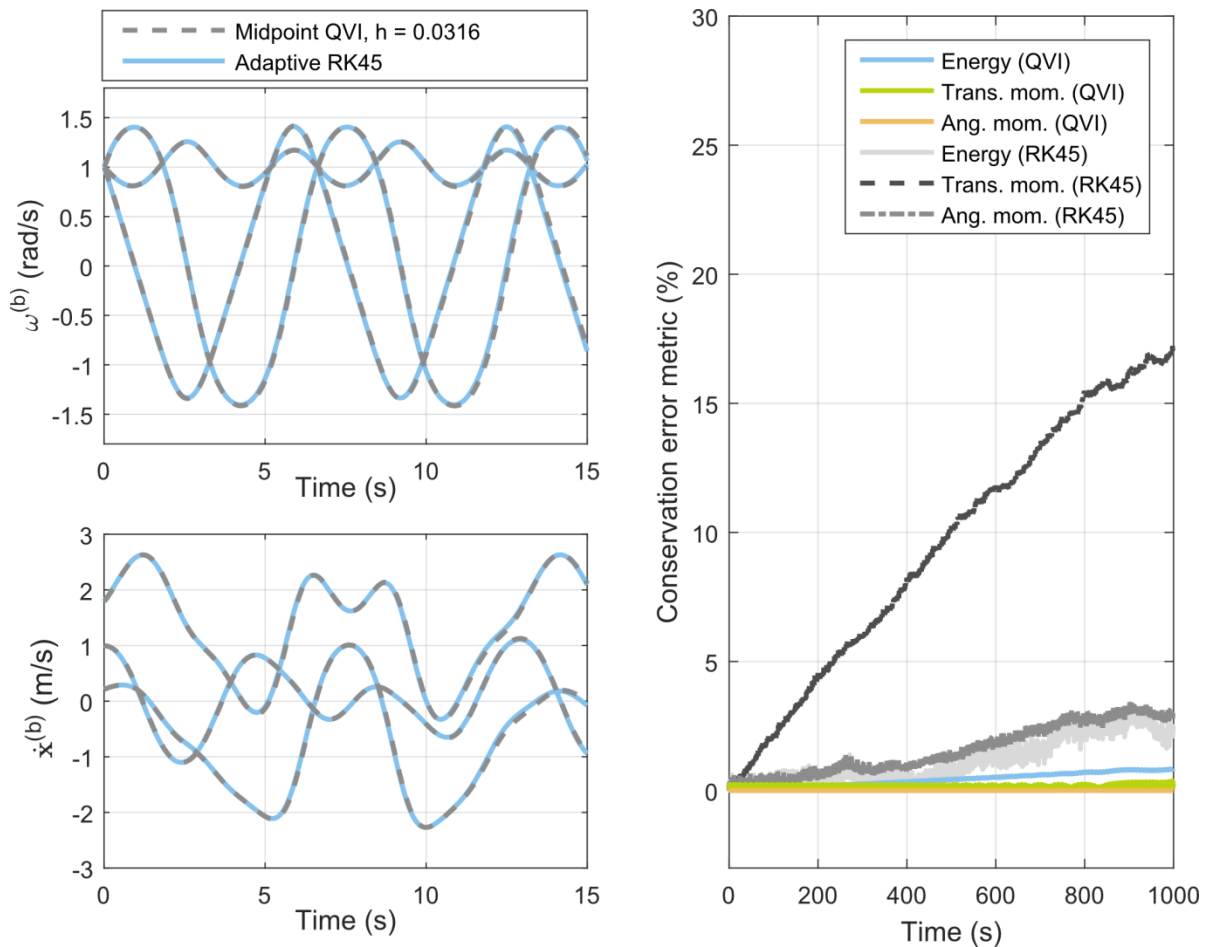 Midpoint QVI, h = 0.0316
Adaptive RK45
1.5
1
0.5
0
-0.5
-1
-1.5
ω^(b) (rad/s)
0 5 10 15
Time (s)
3
2
1
0
-1
-2
-3
ẋ^(b) (m/s)
0 5 10 15
Time (s)
30
25
20
15
10
5
0
Conservation error metric (%)
Energy (QVI)
Trans. mom. (QVI)
Ang. mom. (QVI)
Energy (RK45)
Trans. mom. (RK45)
Ang. mom. (RK45)
0 200 400 600 800 1000
Time (s)